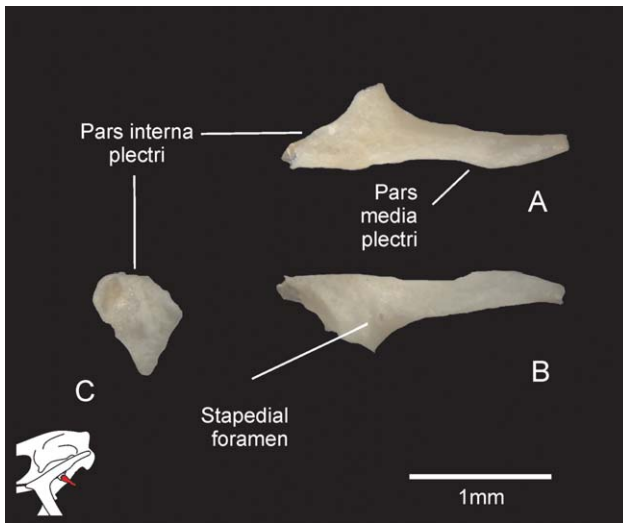 Pars interna
plectri
Pars
media
plectri
A
C
B
Stapedial
foramen
1mm